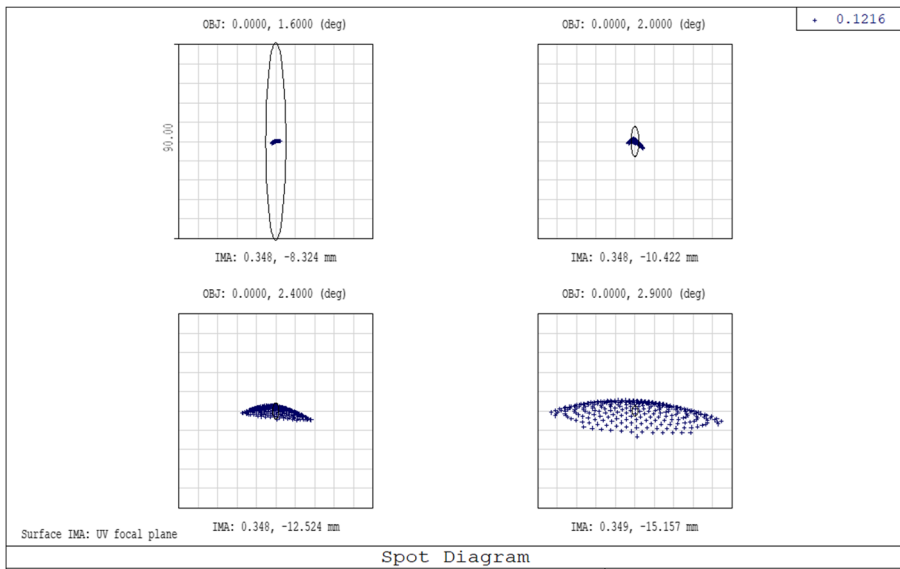 + 0.1216
OBJ: 0.0000, 1.6000 (deg)
OBJ: 0.0000, 2.0000 (deg)
90.00
IMA: 0.348, -8.324 mm
IMA: 0.348, -10.422 mm
OBJ: 0.0000, 2.4000 (deg)
OBJ: 0.0000, 2.9000 (deg)
IMA: 0.348, -12.524 mm
IMA: 0.349, -15.157 mm
Surface IMA: UV focal plane
Spot Diagram